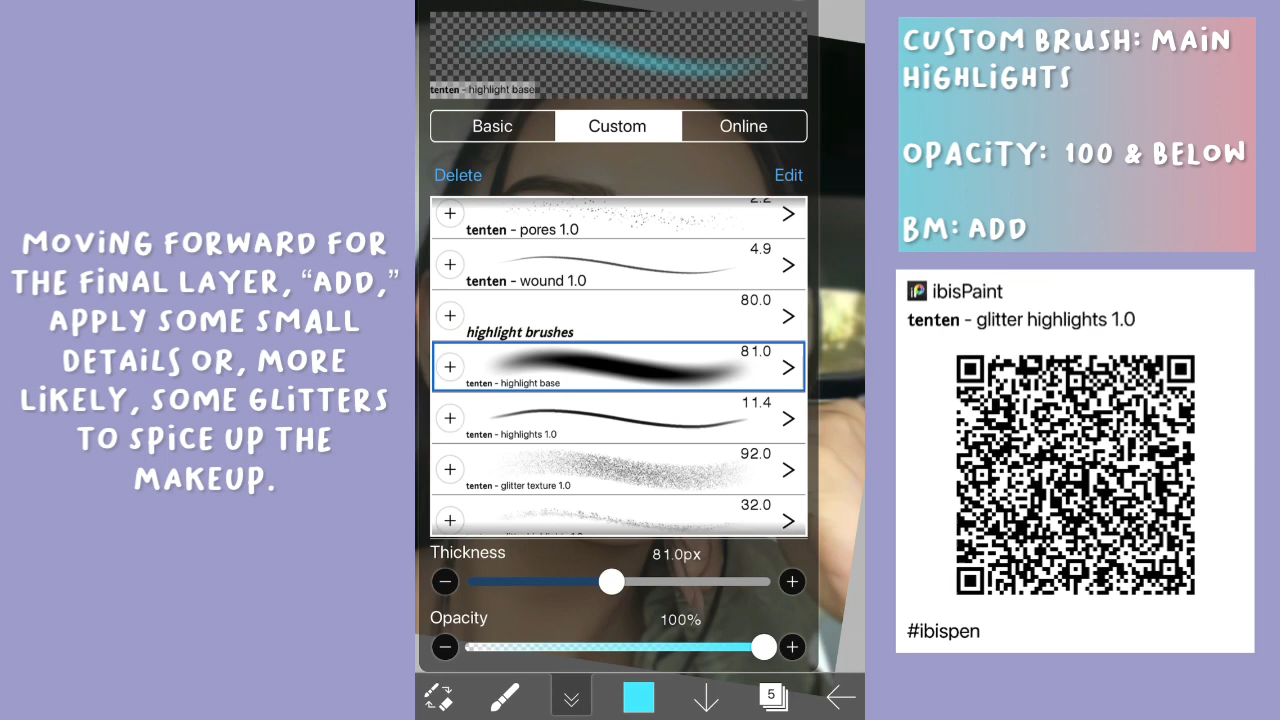 MOViNG FORWARD FOR
THE FiNAL LAYER, “ADD,”
APPLY SOME SMALL
DETAiLS OR, MORE
LiKELY, SOME GLiTTERS
TO SPiCE UP THE
MAKEUP.
tenten - highlight base
Basic
Custom
Online
Delete
Edit
2.2
tenten - pores 1.0
4.9
tenten - wound 1.0
80.0
highlight brushes
81.0
tenten - highlight base
11.4
tenten - highlights 1.0
92.0
tenten - glitter texture 1.0
32.0
Thickness
81.0px
Opacity
100%
5
CUSTOM BRUSH: MAiN
HiGHLiGHTS
OPACiTY: 100 & BELOW
BM: ADD
ibisPaint
tenten - glitter highlights 1.0
#ibispen